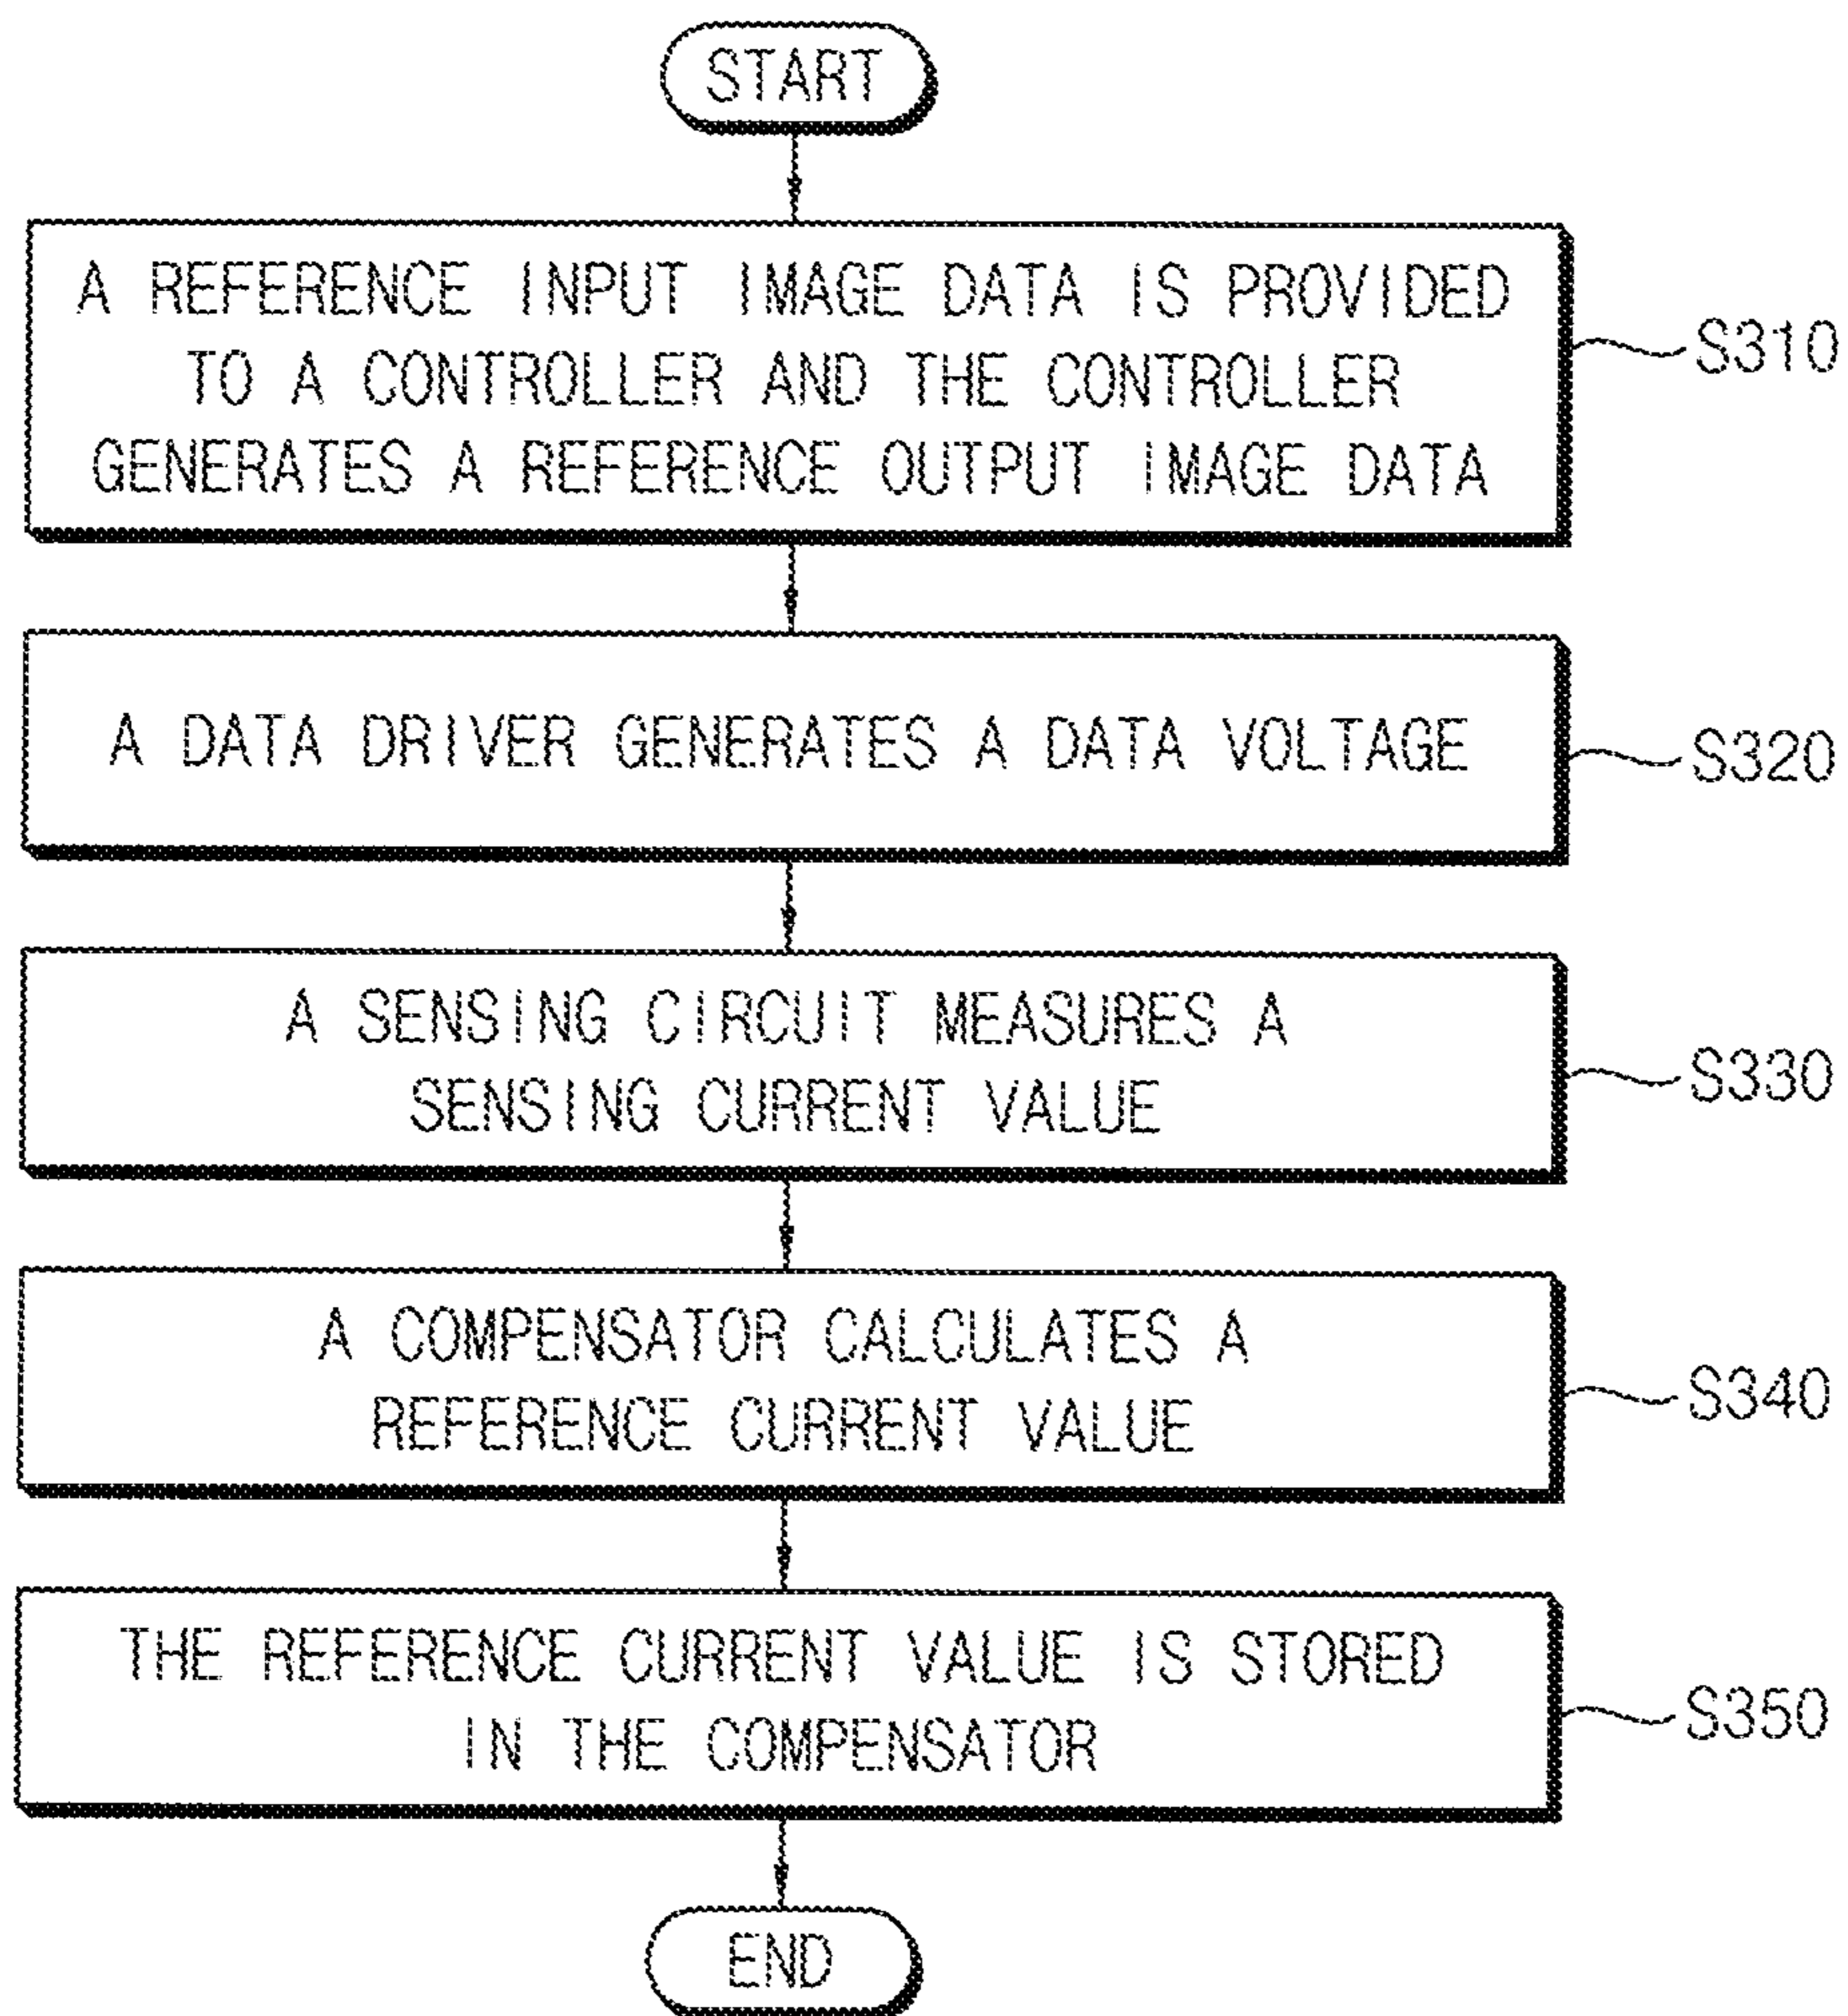 START
A REFERENCE INPUT IMAGE DATA IS PROVIDED
TO A CONTROLLER AND THE CONTROLLER
GENERATES A REFERENCE OUTPUT IMAGE DATA
S310
A DATA DRIVER GENERATES A DATA VOLTAGE
S320
A SENSING CIRCUIT MEASURES A
SENSING CURRENT VALUE
S330
A COMPENSATOR CALCULATES A
REFERENCE CURRENT VALUE
S340
THE REFERENCE CURRENT VALUE IS STORED
IN THE COMPENSATOR
S350
END